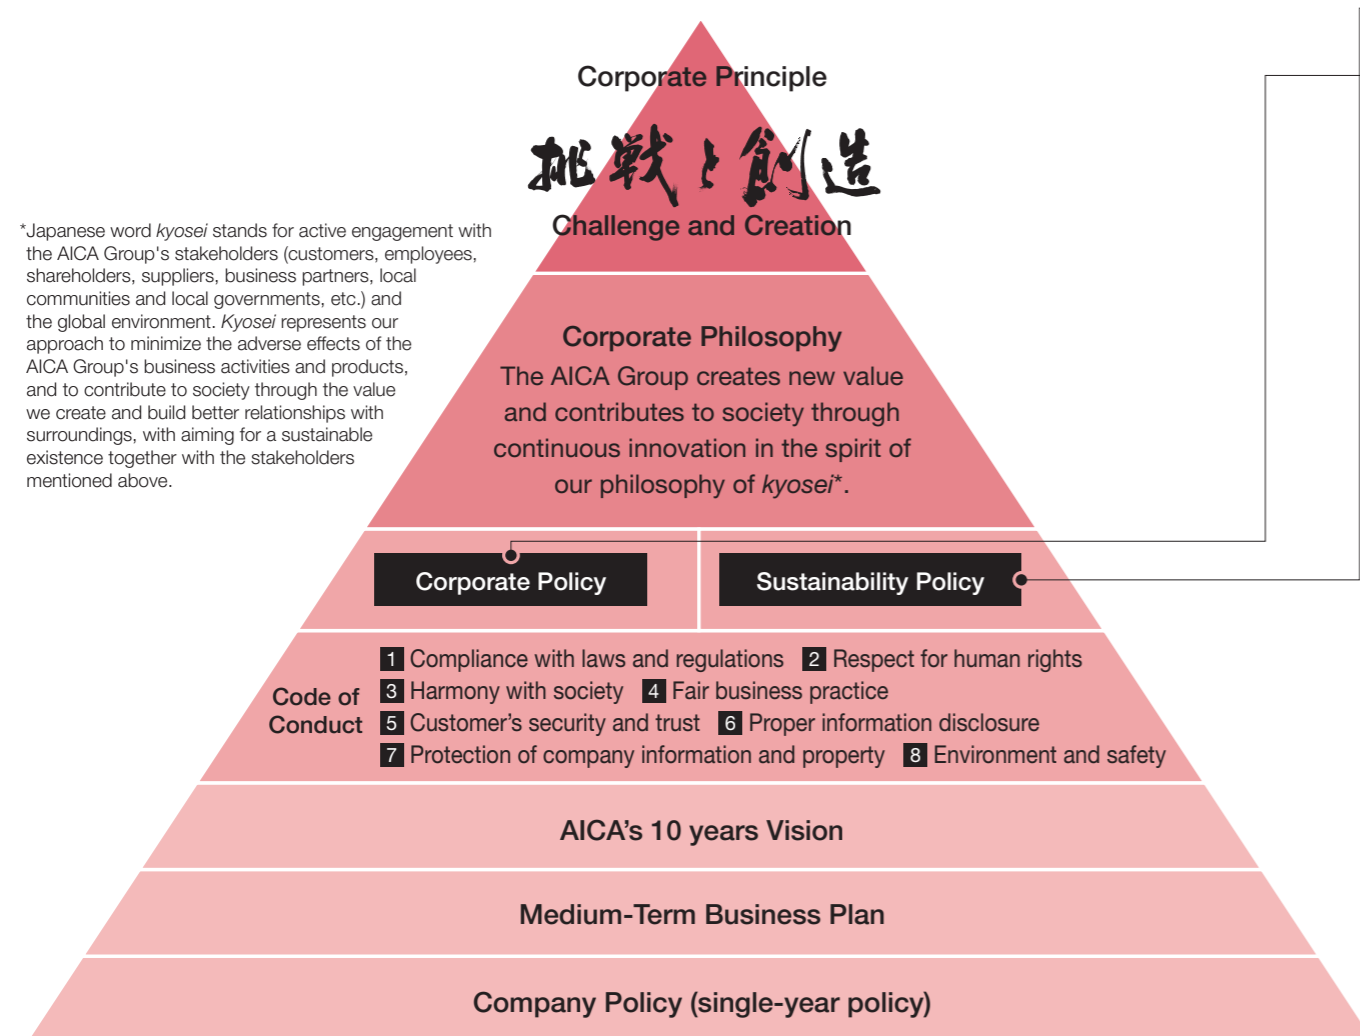 Corporate Principle
挑戦と創造
Challenge and Creation
*Japanese word kyosei stands for active engagement with
the AICA Group's stakeholders (customers, employees,
shareholders, suppliers, business partners, local
communities and local governments, etc.) and
the global environment. Kyosei represents our
approach to minimize the adverse effects of the
AICA Group's business activities and products,
and to contribute to society through the value
we create and build better relationships with
surroundings, with aiming for a sustainable
existence together with the stakeholders
mentioned above.
Corporate Philosophy
The AICA Group creates new value
and contributes to society through
continuous innovation in the spirit of
our philosophy of kyosei*.
Corporate Policy
Sustainability Policy
Code of
Conduct
1 Compliance with laws and regulations 2 Respect for human rights
3 Harmony with society 4 Fair business practice
5 Customer’s security and trust 6 Proper information disclosure
7 Protection of company information and property 8 Environment and safety
AICA’s 10 years Vision
Medium-Term Business Plan
Company Policy (single-year policy)